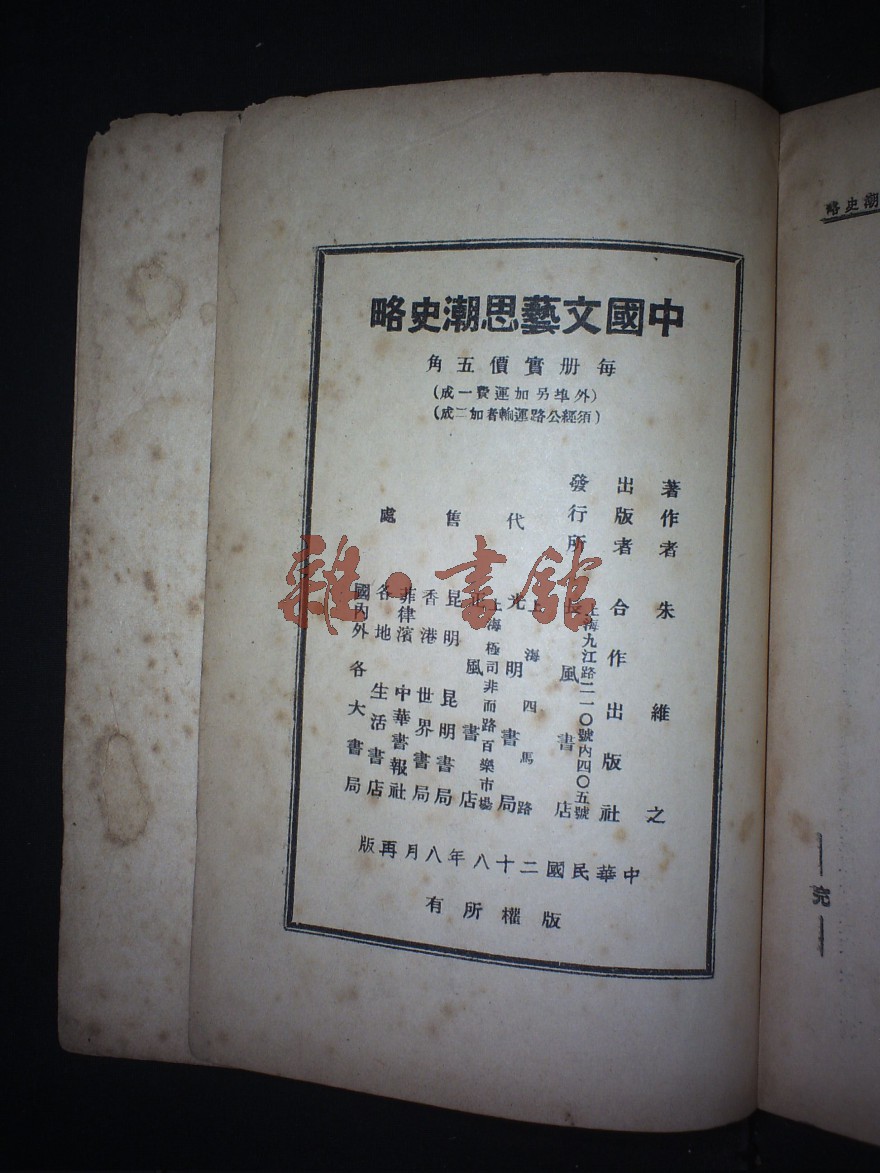 中國文藝思潮史略
每册實價五角
(外埠另加運費一成)
(須經公路運輸者加二成)
著作者 朱維之
出版者 合作出版社
上海九江路二一〇號內四〇五號
發行所 長風書店
代售處
上海四馬路
光明書局
上海極司非而路百樂市場
風書店
昆明 昆明書局
香港 世界書局
菲律濱 中華書報社
各地 生活書店
國內外各大書局
中華民國二十八年八月再版
版權所有
潮史略
完
雜·書館